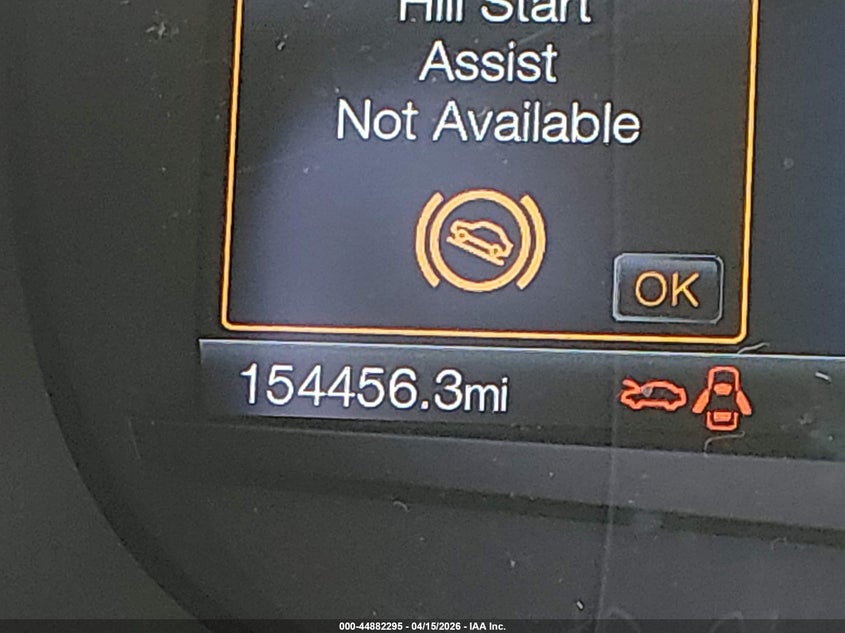 Hill Start
Assist
Not Available
OK
154456.3mi
000-44882295 - 04/15/2026 - IAA Inc.